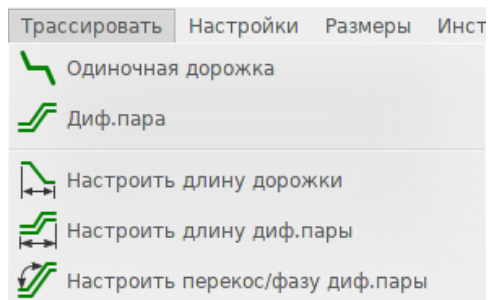 Трассировать Настройки Размеры Инст
Одиночная дорожка
Диф.пара
Настроить длину дорожки
Настроить длину диф.пары
Настроить перекос/фазу диф.пары